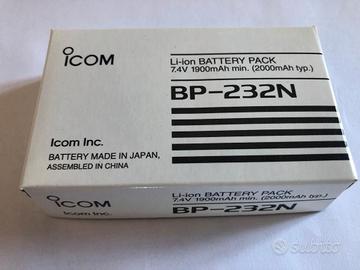 ICOM
Li-ion BATTERY PACK
7.4V 1900mAh min. (2000mAh typ.)
BP-232N
Icom Inc.
BATTERY MADE IN JAPAN,
ASSEMBLED IN CHINA
ICOM
Icom Inc.
Li-ion BATTERY PACK
7.4V 1900mAh min. (2000mAh typ.)
BP-232N
subito